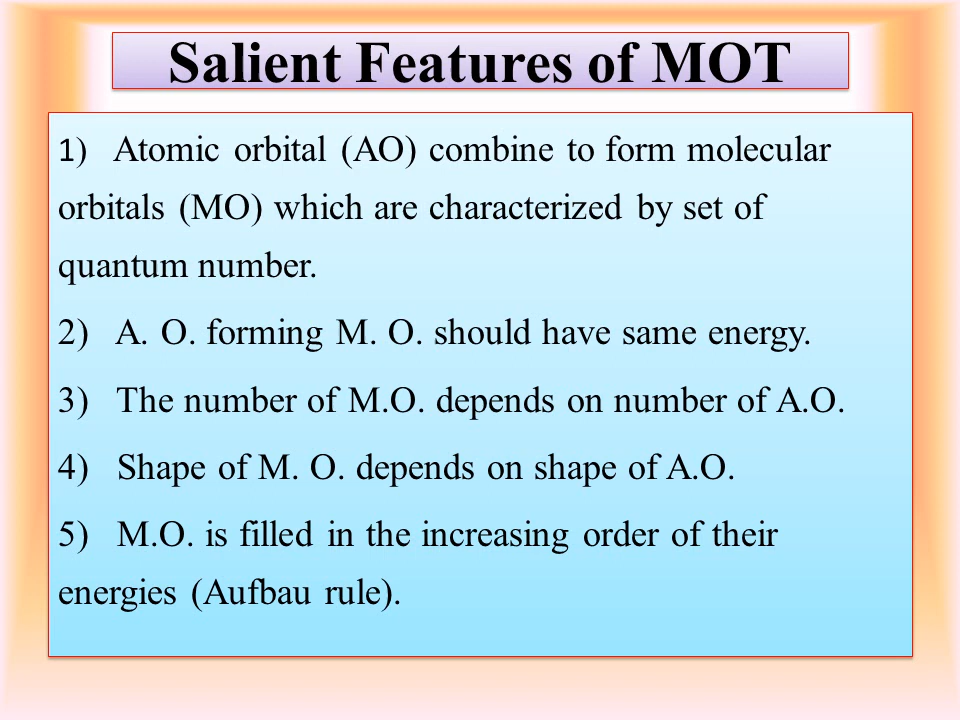 Salient Features of MOT
1) Atomic orbital (AO) combine to form molecular
orbitals (MO) which are characterized by set of
quantum number.
2) A. O. forming M. O. should have same energy.
3) The number of M.O. depends on number of A.O.
4) Shape of M. O. depends on shape of A.O.
5) M.O. is filled in the increasing order of their
energies (Aufbau rule).